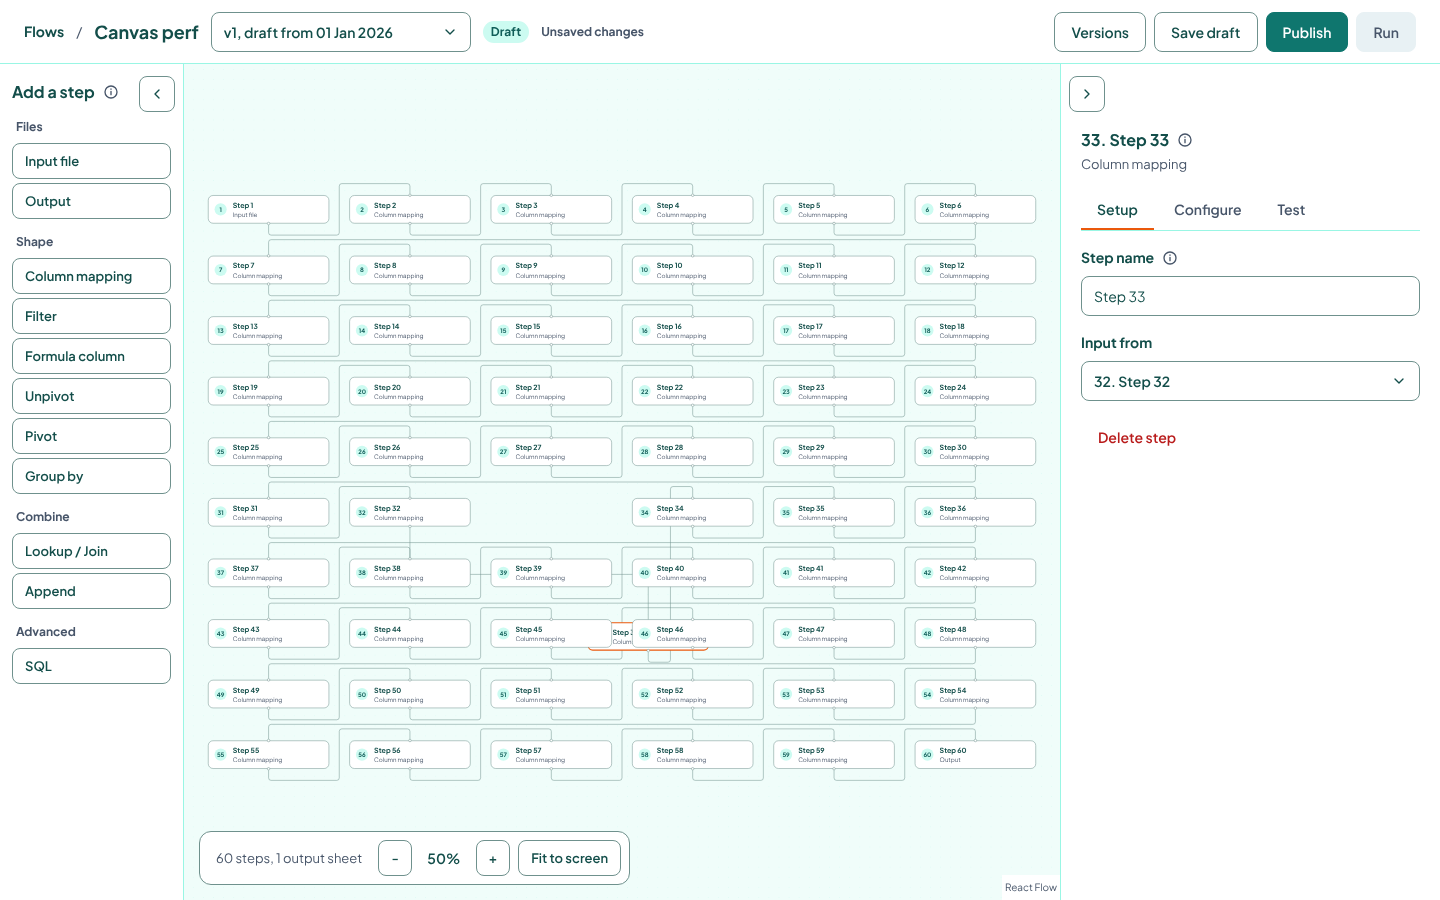 Flows / Canvas perf
v1, draft from 01 Jan 2026
Draft
Unsaved changes
Versions
Save draft
Publish
Run
Add a step
Files
Input file
Output
Shape
Column mapping
Filter
Formula column
Unpivot
Pivot
Group by
Combine
Lookup / Join
Append
Advanced
SQL
1
Step 1
Input file
2
Step 2
Column mapping
3
Step 3
Column mapping
4
Step 4
Column mapping
5
Step 5
Column mapping
6
Step 6
Column mapping
7
Step 7
Column mapping
8
Step 8
Column mapping
9
Step 9
Column mapping
10
Step 10
Column mapping
11
Step 11
Column mapping
12
Step 12
Column mapping
13
Step 13
Column mapping
14
Step 14
Column mapping
15
Step 15
Column mapping
16
Step 16
Column mapping
17
Step 17
Column mapping
18
Step 18
Column mapping
19
Step 19
Column mapping
20
Step 20
Column mapping
21
Step 21
Column mapping
22
Step 22
Column mapping
23
Step 23
Column mapping
24
Step 24
Column mapping
25
Step 25
Column mapping
26
Step 26
Column mapping
27
Step 27
Column mapping
28
Step 28
Column mapping
29
Step 29
Column mapping
30
Step 30
Column mapping
31
Step 31
Column mapping
32
Step 32
Column mapping
34
Step 34
Column mapping
35
Step 35
Column mapping
36
Step 36
Column mapping
37
Step 37
Column mapping
38
Step 38
Column mapping
39
Step 39
Column mapping
40
Step 40
Column mapping
41
Step 41
Column mapping
42
Step 42
Column mapping
43
Step 43
Column mapping
44
Step 44
Column mapping
45
Step 45
Column mapping
Step
46
Step 46
Column mapping
47
Step 47
Column mapping
48
Step 48
Column mapping
49
Step 49
Column mapping
50
Step 50
Column mapping
51
Step 51
Column mapping
52
Step 52
Column mapping
53
Step 53
Column mapping
54
Step 54
Column mapping
55
Step 55
Column mapping
56
Step 56
Column mapping
57
Step 57
Column mapping
58
Step 58
Column mapping
59
Step 59
Column mapping
60
Step 60
Output
60 steps, 1 output sheet
-
50%
+
Fit to screen
React Flow
33. Step 33
Column mapping
Setup
Configure
Test
Step name
Step 33
Input from
32. Step 32
Delete step